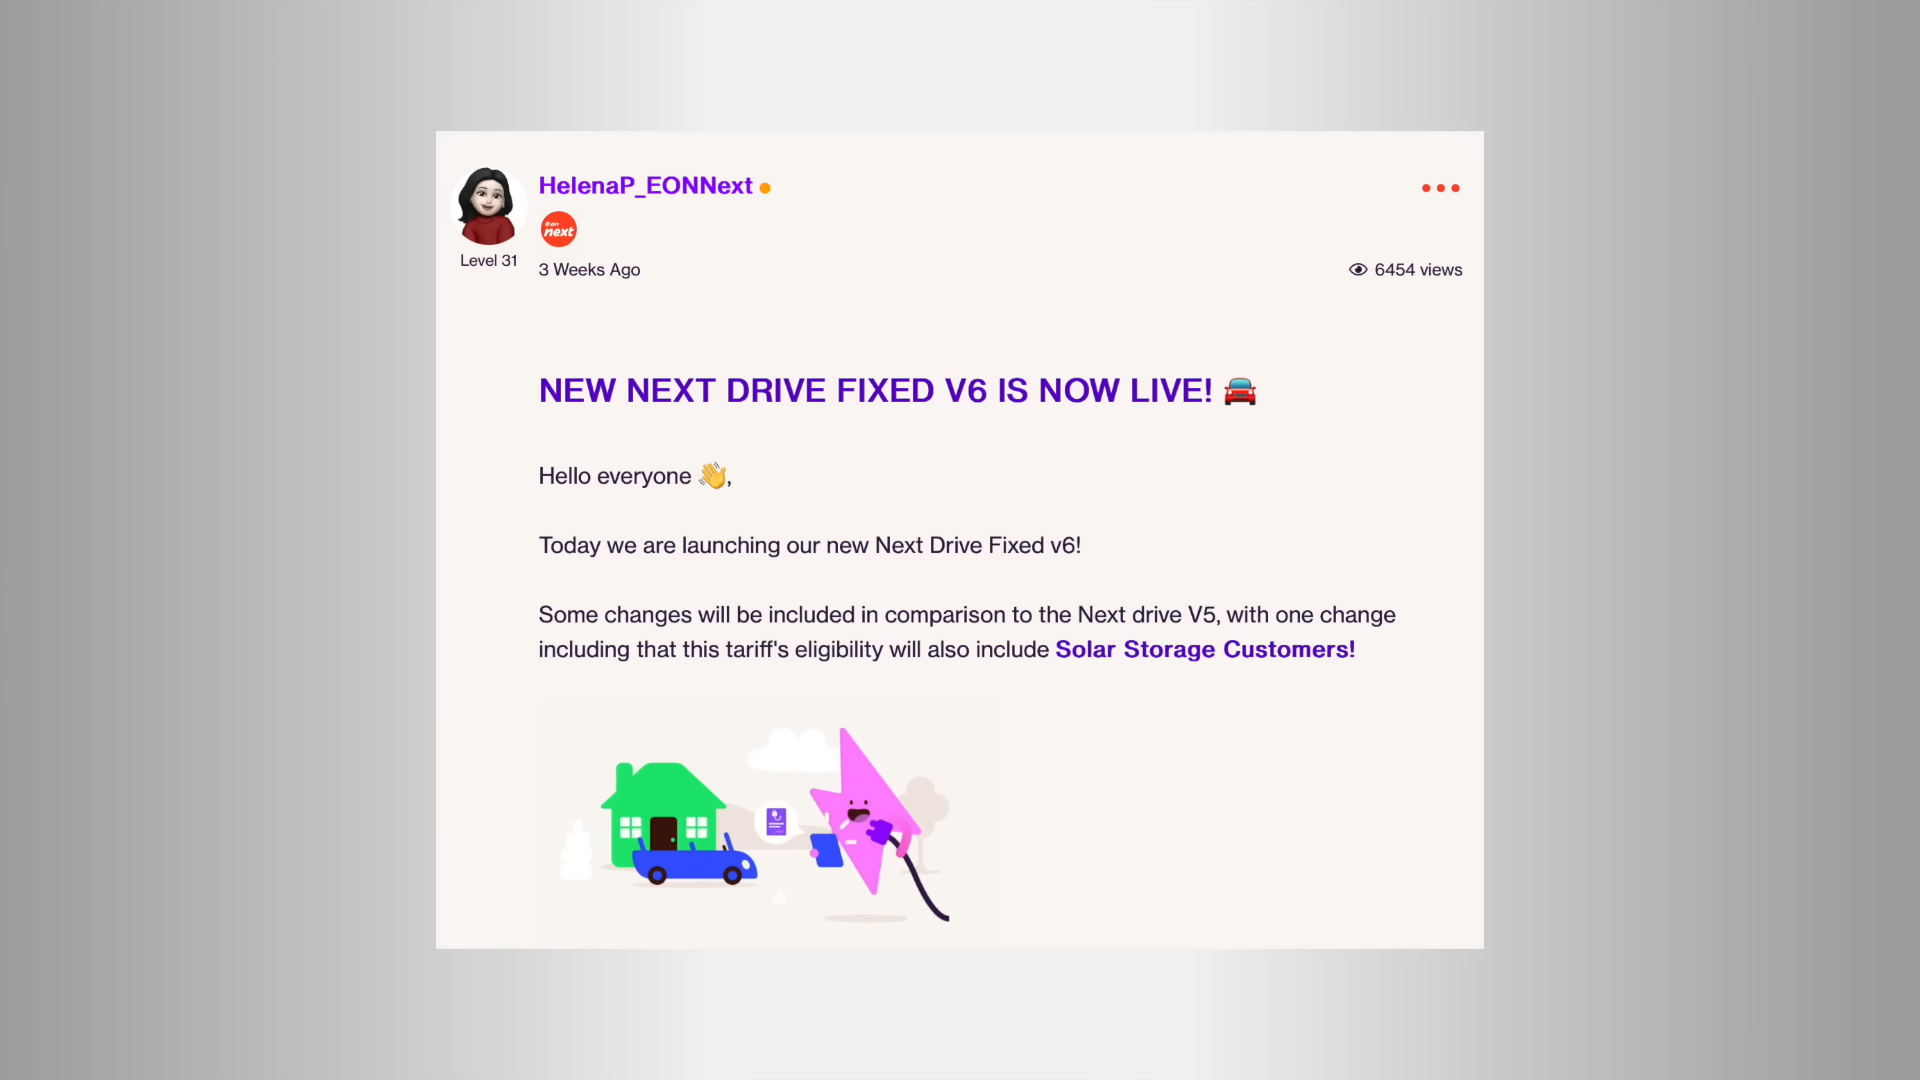 HelenaP_EONNext
e·on
next
Level 31
3 Weeks Ago
6454 views
NEW NEXT DRIVE FIXED V6 IS NOW LIVE! 🚘
Hello everyone 👋,
Today we are launching our new Next Drive Fixed v6!
Some changes will be included in comparison to the Next drive V5, with one change
including that this tariff's eligibility will also include Solar Storage Customers!